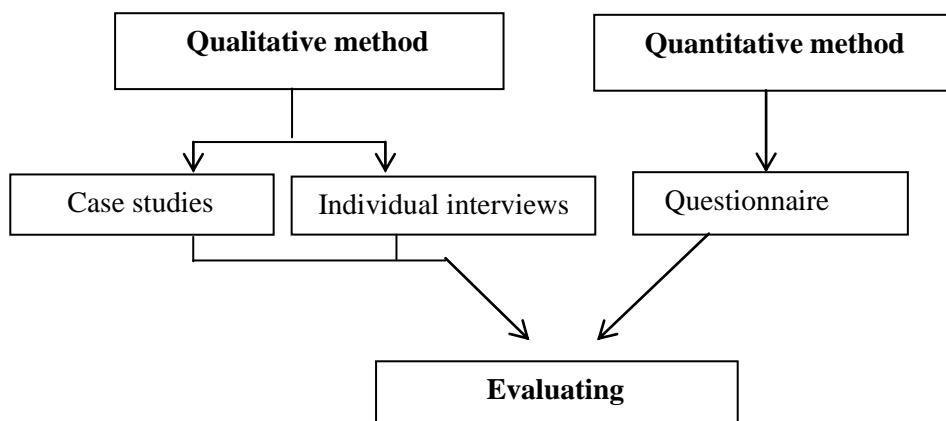 Qualitative method
Quantitative method
Case studies
Individual interviews
Questionnaire
Evaluating